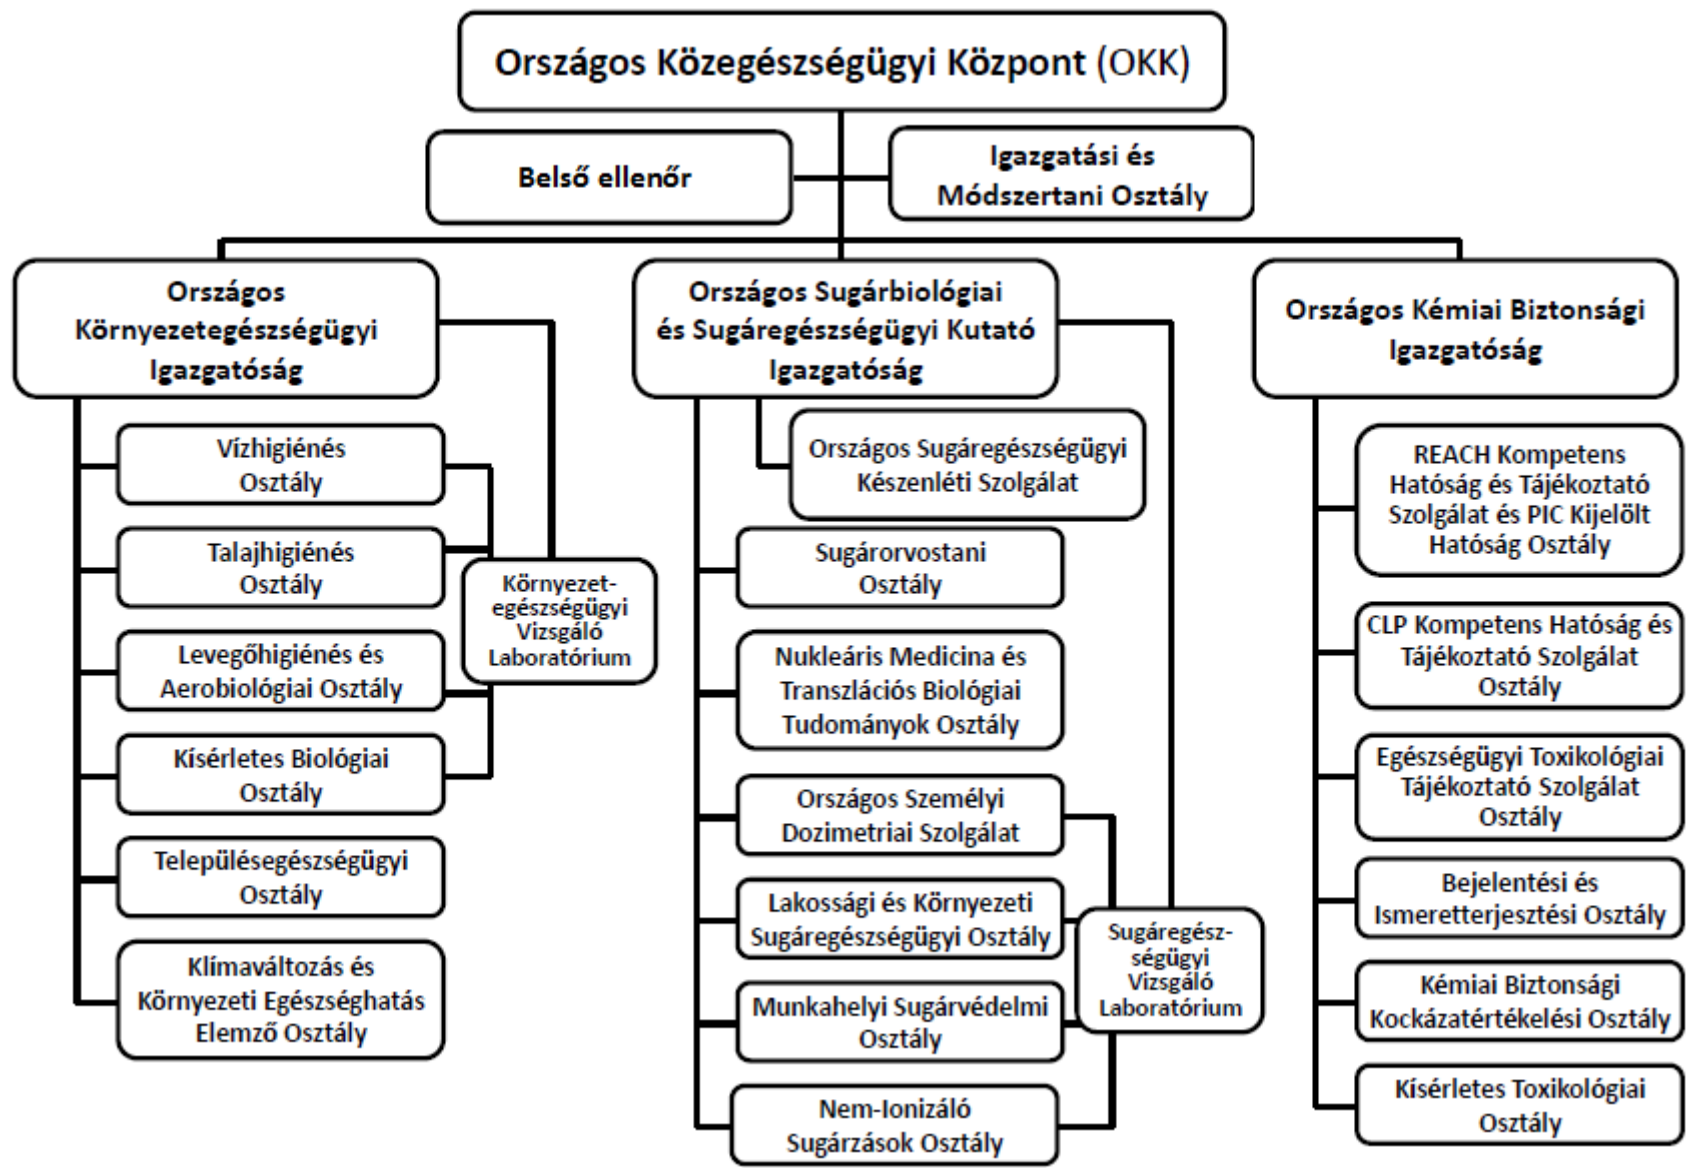 Országos Közegészségügyi Központ (OKK)
Belső ellenőr
Igazgatási és
Módszertani Osztály
Országos
Környezetegészségügyi
Igazgatóság
Vízhigiénés
Osztály
Talajhigiénés
Osztály
Levegőhigiénés és
Aerobiológiai Osztály
Kísérletes Biológiai
Osztály
Településegészségügyi
Osztály
Klímaváltozás és
Környezeti Egészséghatás
Elemző Osztály
Környezet-
egészségügyi
Vizsgáló
Laboratórium
Országos Sugárbiológiai
és Sugáregészségügyi Kutató
Igazgatóság
Országos Sugáregészségügyi
Készenléti Szolgálat
Sugárorvostani
Osztály
Nukleáris Medicina és
Transzlációs Biológiai
Tudományok Osztály
Országos Személyi
Dozimetriai Szolgálat
Lakossági és Környezeti
Sugáregészségügyi Osztály
Munkahelyi Sugárvédelmi
Osztály
Nem-Ionizáló
Sugárzások Osztály
Sugáregész-
ségügyi
Vizsgáló
Laboratórium
Országos Kémiai Biztonsági
Igazgatóság
REACH Kompetens
Hatóság és Tájékoztató
Szolgálat és PIC Kijelölt
Hatóság Osztály
CLP Kompetens Hatóság és
Tájékoztató Szolgálat
Osztály
Egészségügyi Toxikológiai
Tájékoztató Szolgálat
Osztály
Bejelentési és
Ismeretterjesztési Osztály
Kémiai Biztonsági
Kockázatértékelési Osztály
Kísérletes Toxikológiai
Osztály